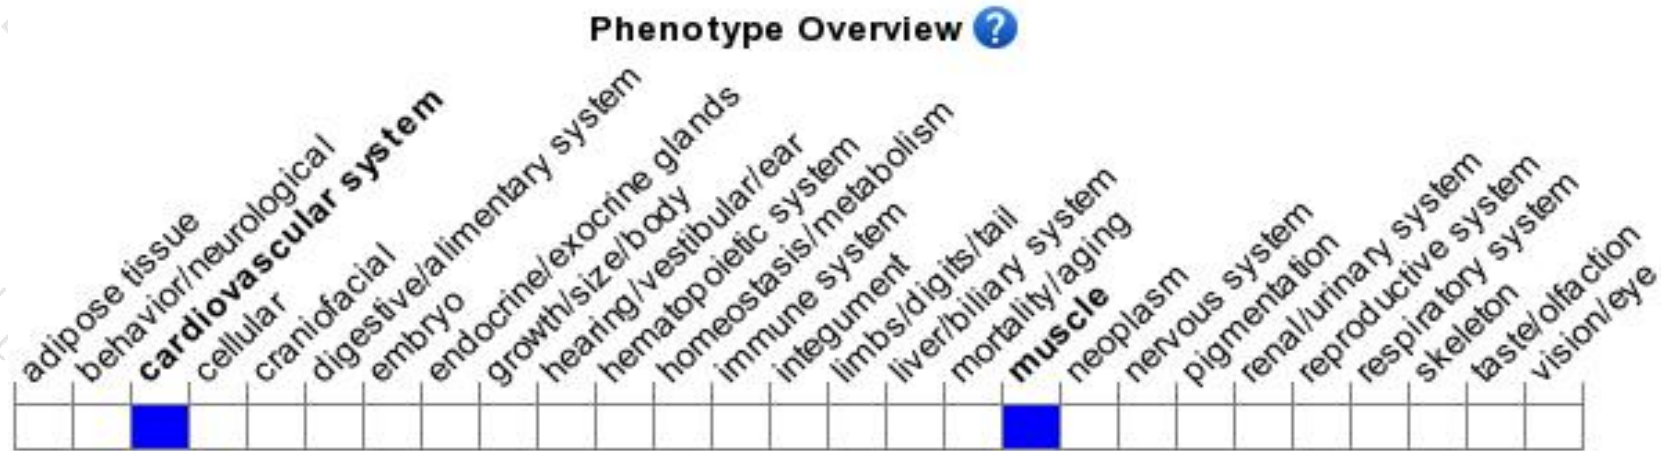 Phenotype Overview ?
adipose tissue
behavior/neurological
cardiovascular system
cellular
craniofacial
digestive/alimentary system
embryo
endocrine/exocrine glands
growth/size/body
hearing/vestibular/ear
hematopoietic system
homeostasis/metabolism
immune system
integument
limbs/digits/tail
liver/biliary system
mortality/aging
muscle
neoplasm
nervous system
pigmentation
renal/urinary system
reproductive system
respiratory system
skeleton
taste/olfaction
vision/eye